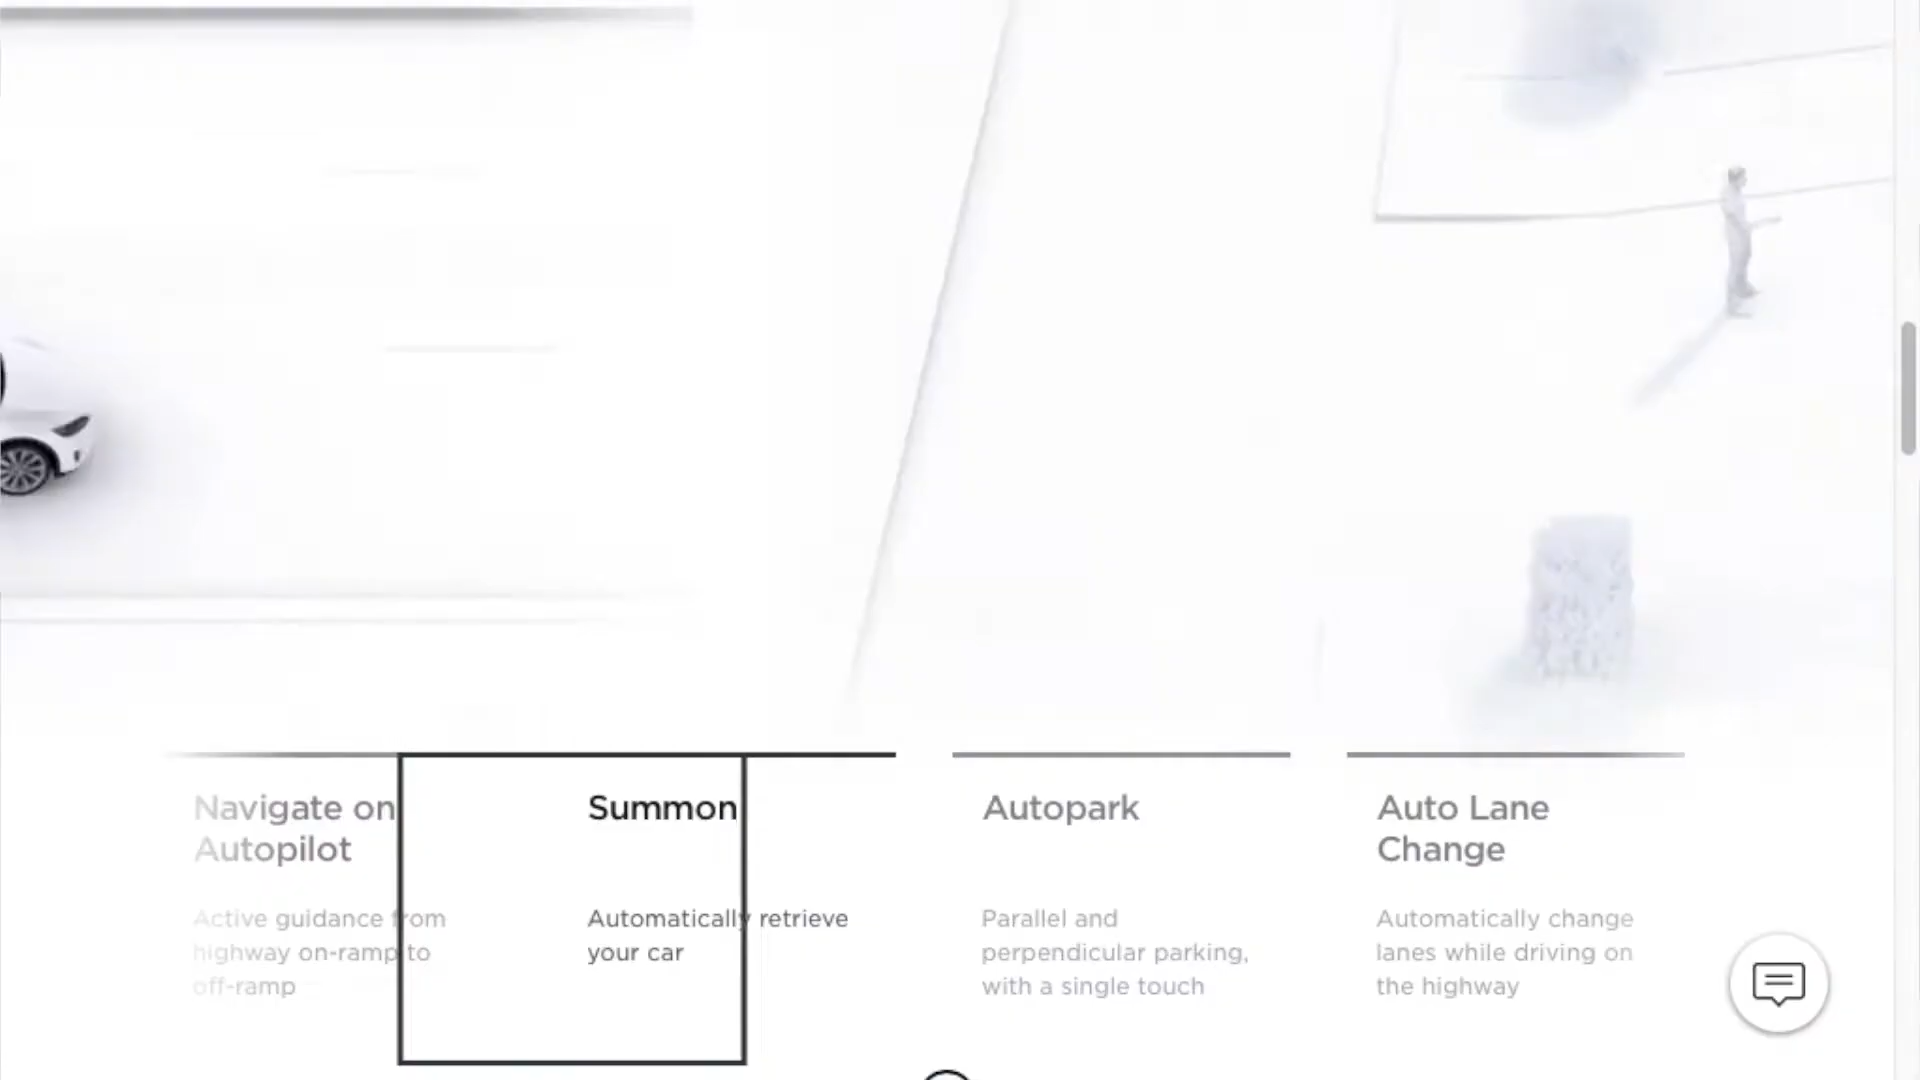 Navigate on
Autopilot
Active guidance from
highway on-ramp to
off-ramp
Summon
Automatically retrieve
your car
Autopark
Parallel and
perpendicular parking,
with a single touch
Auto Lane
Change
Automatically change
lanes while driving on
the highway